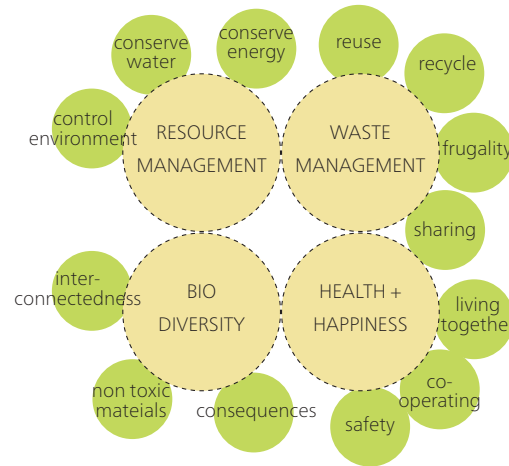 conserve
water
conserve
energy
reuse
recycle
control
environment
RESOURCE
MANAGEMENT
WASTE
MANAGEMENT
frugality
sharing
inter-
-connectedness
BIO
DIVERSITY
HEALTH +
HAPPINESS
living
together
non toxic
mateials
consequences
safety
co-
-operating